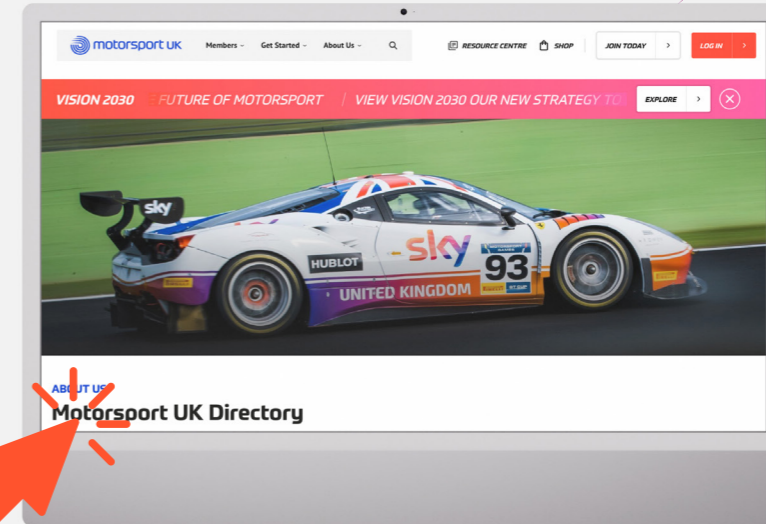 motorsport UK
Members
Get Started
About Us
RESOURCE CENTRE
SHOP
JOIN TODAY >
LOG IN >
VISION 2030 FUTURE OF MOTORSPORT / VIEW VISION 2030 OUR NEW STRATEGY TO
EXPLORE >
sky
HUBLOT
sky
93
UNITED KINGDOM
PIRELLI
ABOUT US
Motorsport UK Directory